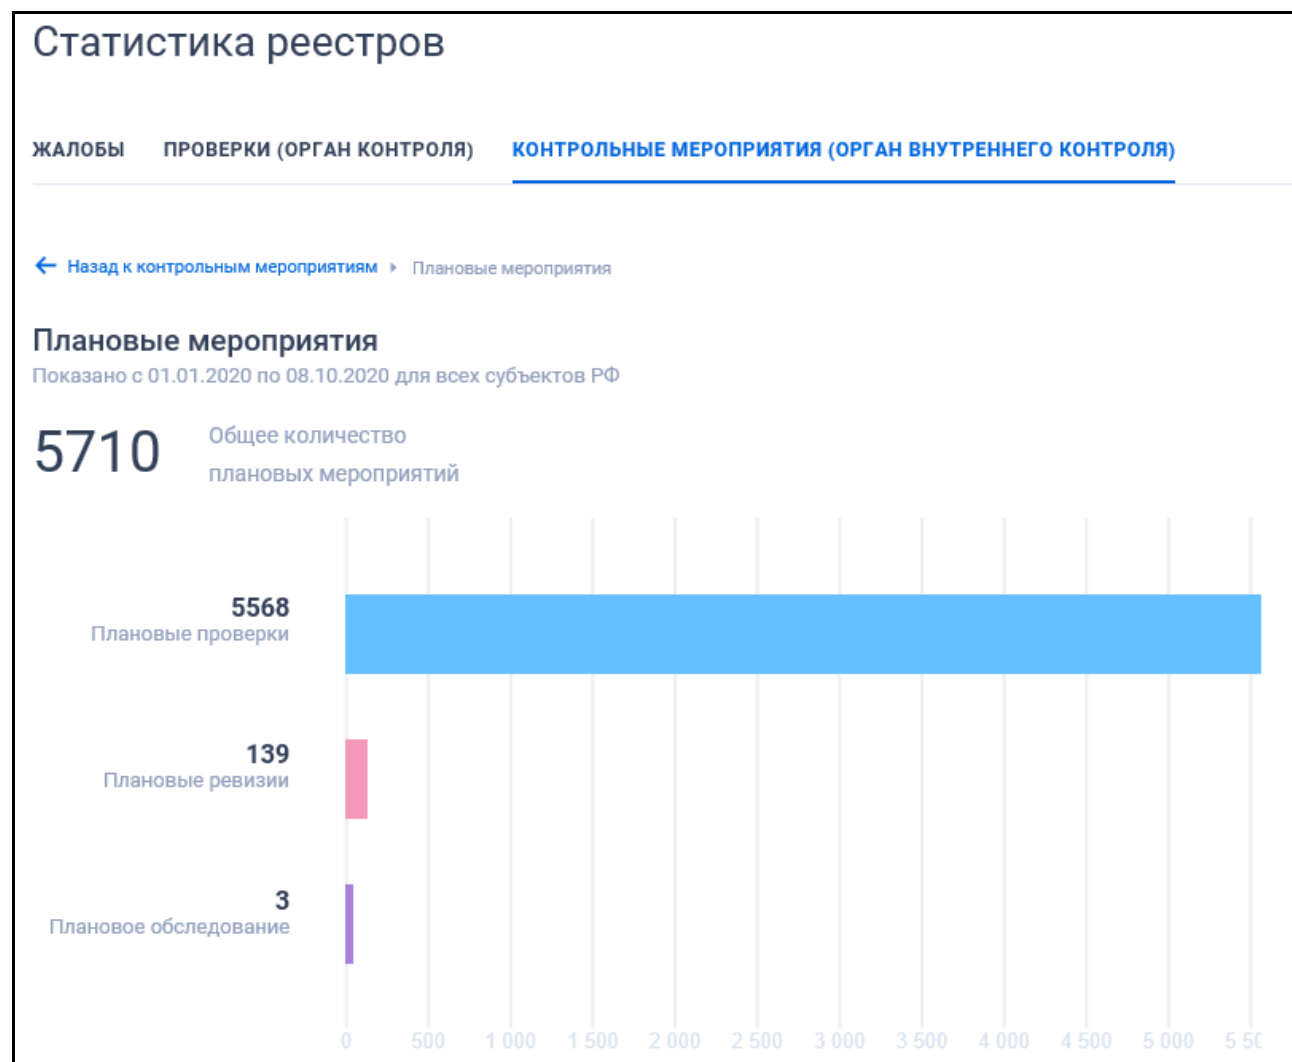 Статистика реестров
ЖАЛОБЫ ПРОВЕРКИ (ОРГАН КОНТРОЛЯ) КОНТРОЛЬНЫЕ МЕРОПРИЯТИЯ (ОРГАН ВНУТРЕННЕГО КОНТРОЛЯ)
Назад к контрольным мероприятиям Плановые мероприятия
Плановые мероприятия
Показано с 01.01.2020 по 08.10.2020 для всех субъектов РФ
5710 Общее количество
плановых мероприятий
5568
Плановые проверки
139
Плановые ревизии
3
Плановое обследование
0 500 1 000 1 500 2 000 2 500 3 000 3 500 4 000 4 500 5 000